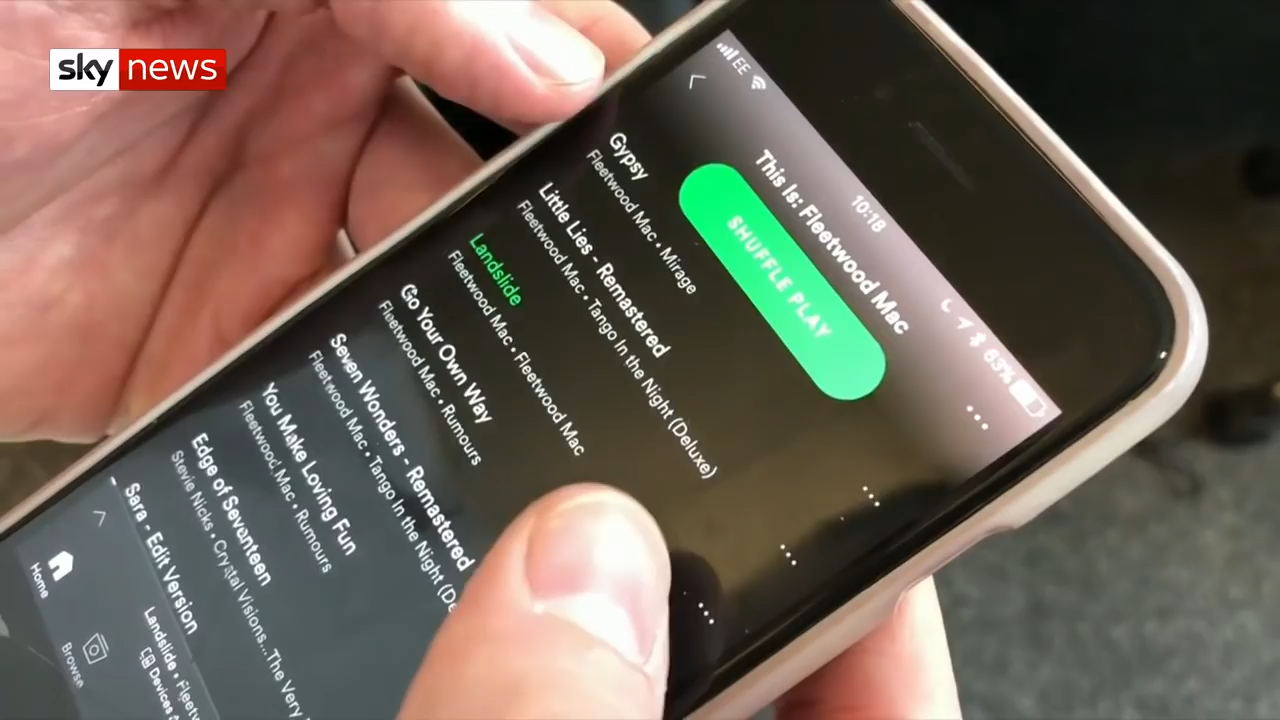 sky news
EE
10:18
63%
This Is: Fleetwood Mac
SHUFFLE PLAY
Gypsy
Fleetwood Mac • Mirage
Little Lies - Remastered
Fleetwood Mac • Tango In the Night (Deluxe)
Landslide
Fleetwood Mac • Fleetwood Mac
Go Your Own Way
Fleetwood Mac • Rumours
Seven Wonders - Remastered
Fleetwood Mac • Tango In the Night (De
You Make Loving Fun
Fleetwood Mac • Rumours
Edge of Seventeen
Stevie Nicks • Crystal Visions...The Very
Sara - Edit Version
Landslide • Fleetw
Devices
Home
Browse